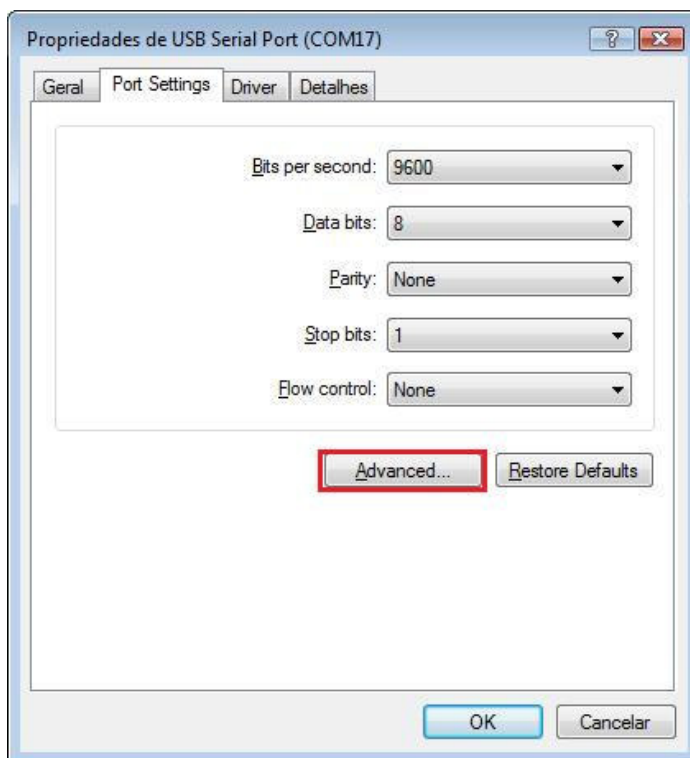 Propriedades de USB Serial Port (COM17)
Geral Port Settings Driver Detalhes
Bits per second: 9600
Data bits: 8
Parity: None
Stop bits: 1
Flow control: None
Advanced... Restore Defaults
OK Cancelar